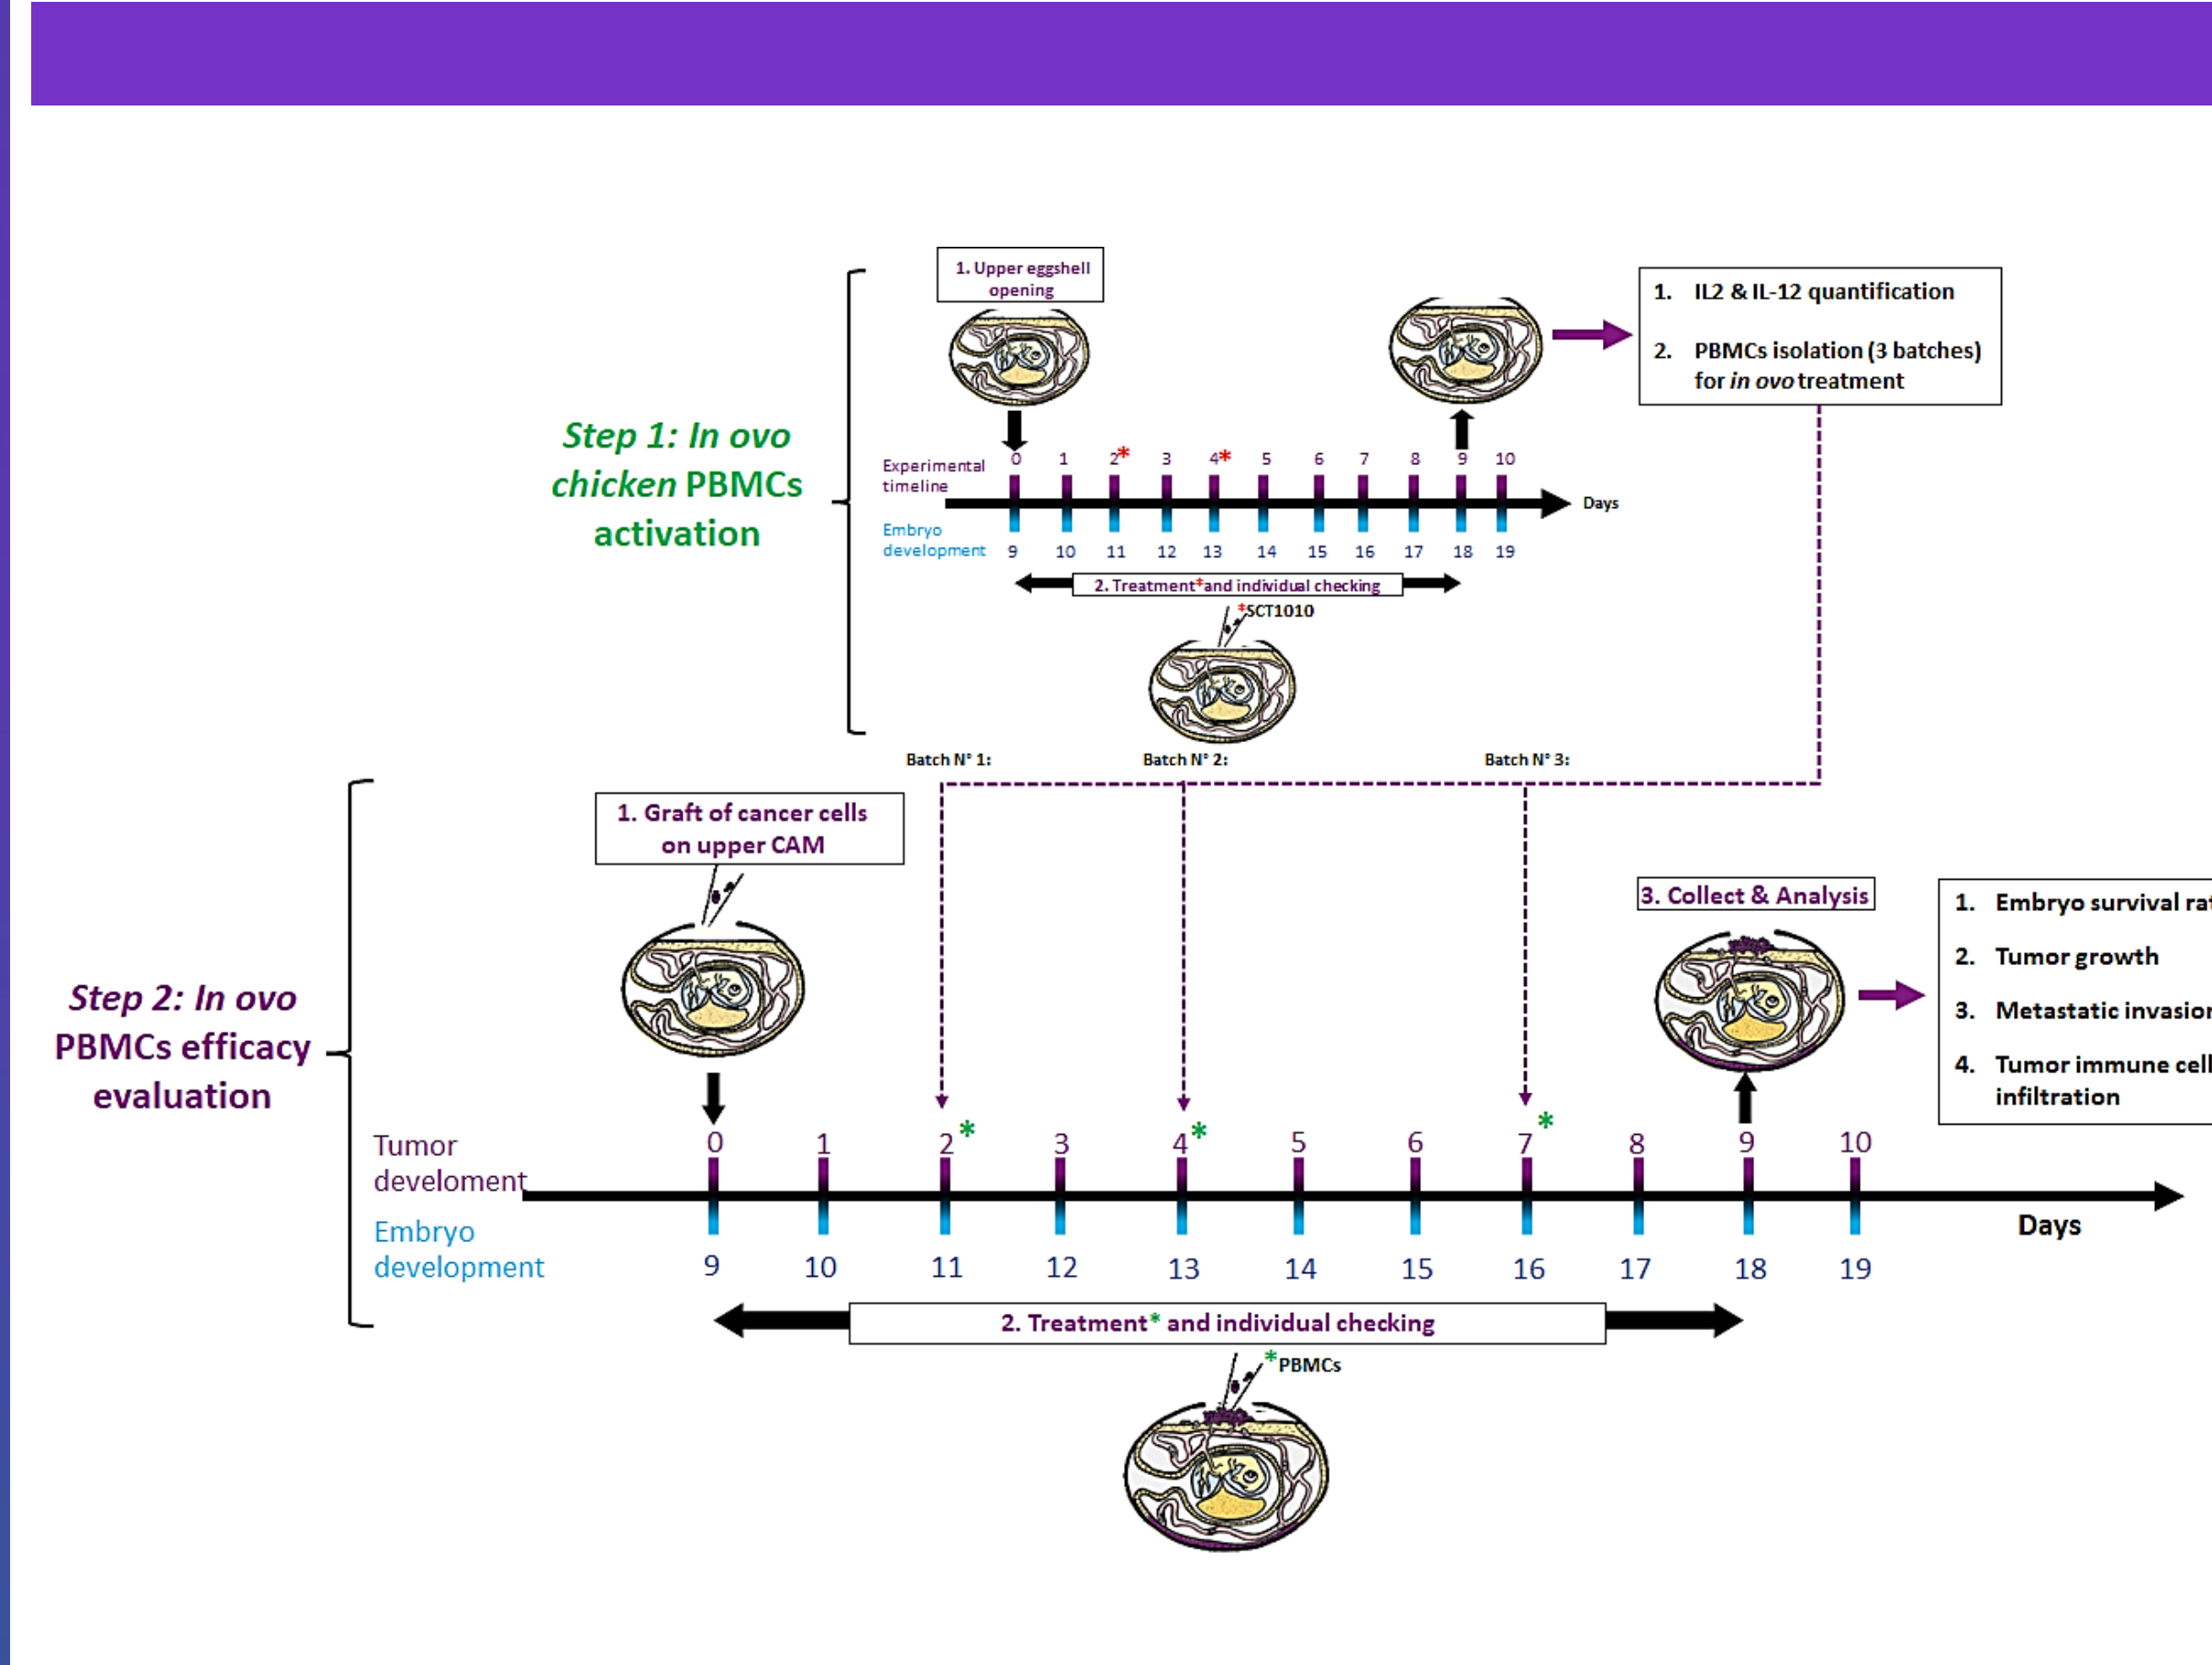 1. Upper eggshell
opening
1. IL2 & IL-12 quantification
2. PBMCs isolation (3 batches)
for in ovo treatment
Step 1: In ovo
chicken PBMCs
activation
Experimental
timeline
0 1 2* 3 4* 5 6 7 8 9 10
Days
Embryo
development
9 10 11 12 13 14 15 16 17 18 19
2. Treatment*and individual checking
*SCT1010
Batch N° 1:
Batch N° 2:
Batch N° 3:
1. Graft of cancer cells
on upper CAM
3. Collect & Analysis
1. Embryo survival
2. Tumor growth
3. Metastatic
4. Tumor immune
infiltration
Step 2: In ovo
PBMCs efficacy
evaluation
Tumor
develoment
0 1 2* 3 4* 5 6 7* 8 9 10
Embryo
development
Days
9 10 11 12 13 14 15 16 17 18 19
2. Treatment* and individual checking
*PBMCs